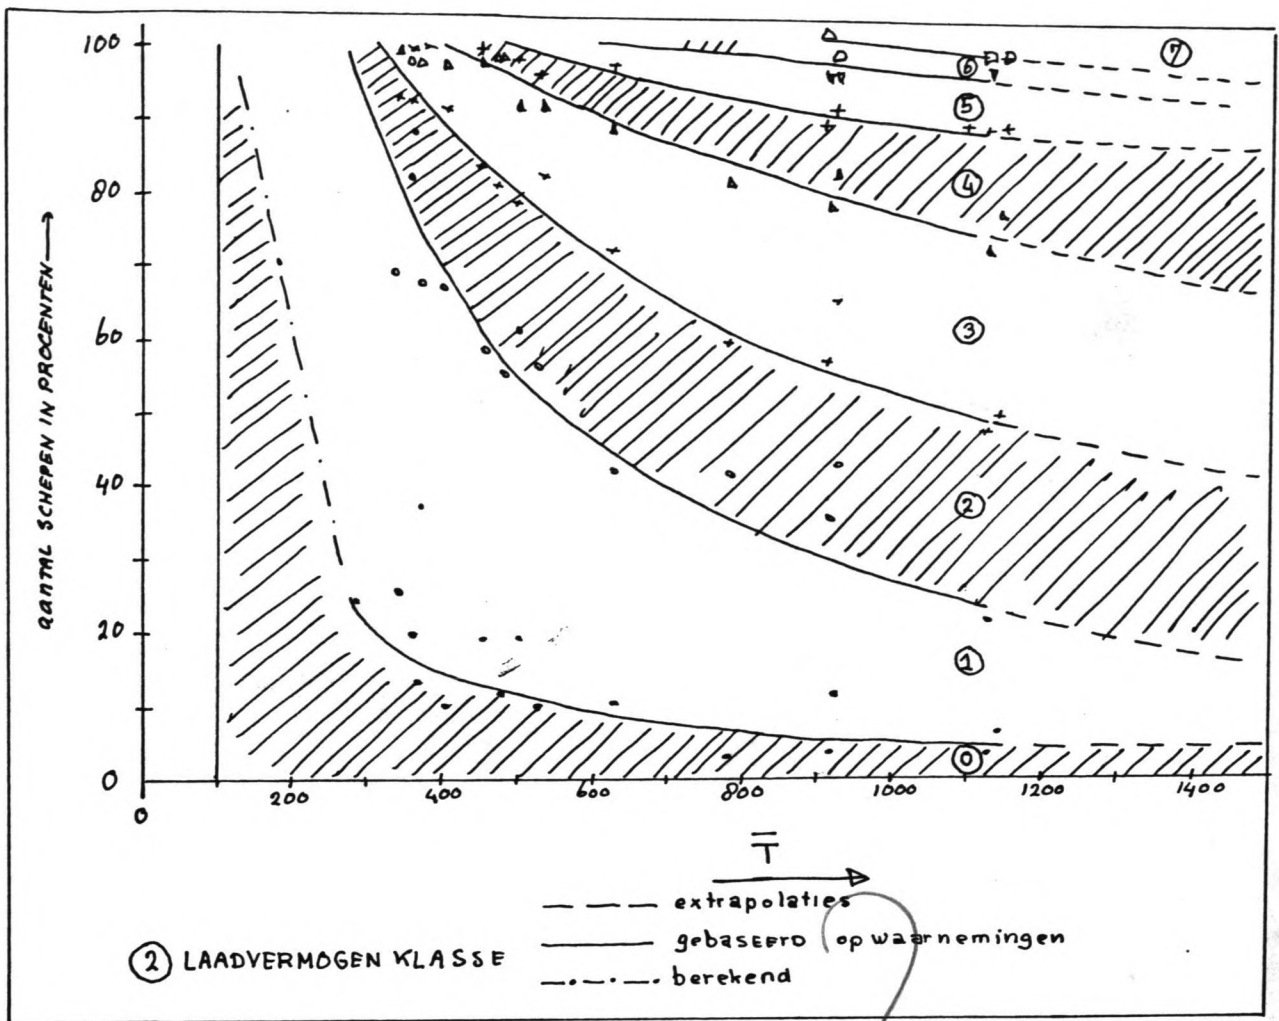 100
80
60
40
20
0
AANTAL SCHEPEN IN PROCENTEN
7
6
5
4
3
2
1
0
0 200 400 600 800 1000 1200 1400
T̅
extrapolaties
gebaseerd op waarnemingen
berekend
2 LAADVERMOGEN KLASSE